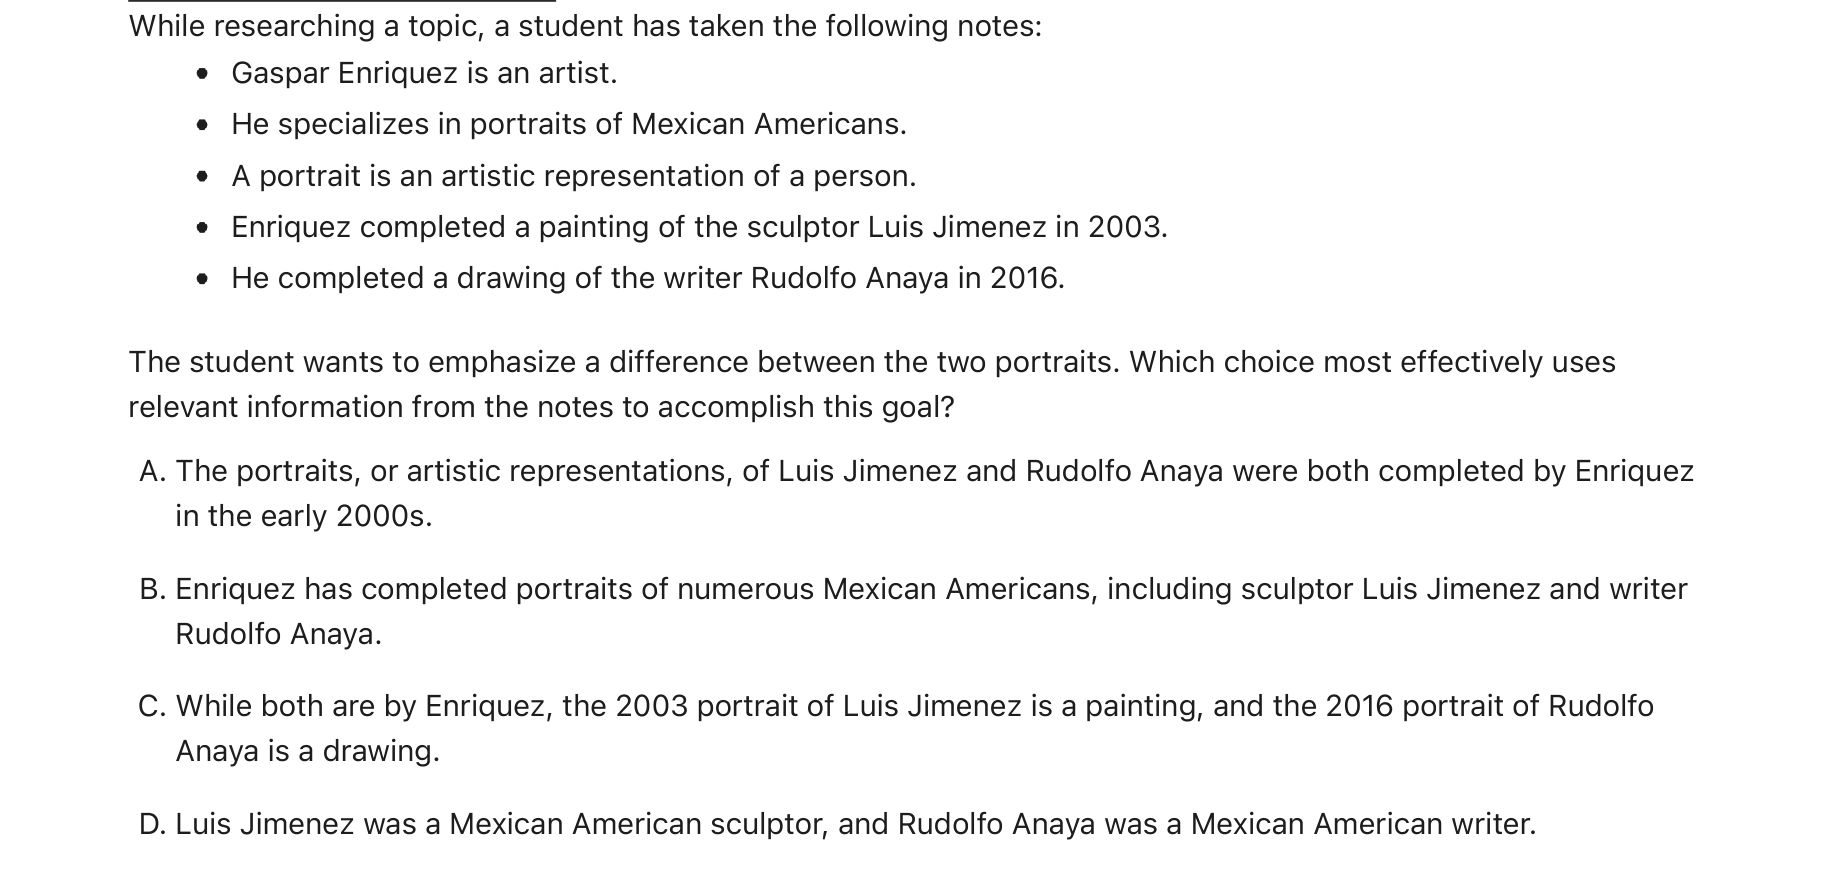 While researching a topic, a student has taken the following notes:
• Gaspar Enriquez is an artist.
• He specializes in portraits of Mexican Americans.
• A portrait is an artistic representation of a person.
• Enriquez completed a painting of the sculptor Luis Jimenez in 2003.
• He completed a drawing of the writer Rudolfo Anaya in 2016.
The student wants to emphasize a difference between the two portraits. Which choice most effectively uses
relevant information from the notes to accomplish this goal?
A. The portraits, or artistic representations, of Luis Jimenez and Rudolfo Anaya were both completed by Enriquez
in the early 2000s.
B. Enriquez has completed portraits of numerous Mexican Americans, including sculptor Luis Jimenez and writer
Rudolfo Anaya.
C. While both are by Enriquez, the 2003 portrait of Luis Jimenez is a painting, and the 2016 portrait of Rudolfo
Anaya is a drawing.
D. Luis Jimenez was a Mexican American sculptor, and Rudolfo Anaya was a Mexican American writer.